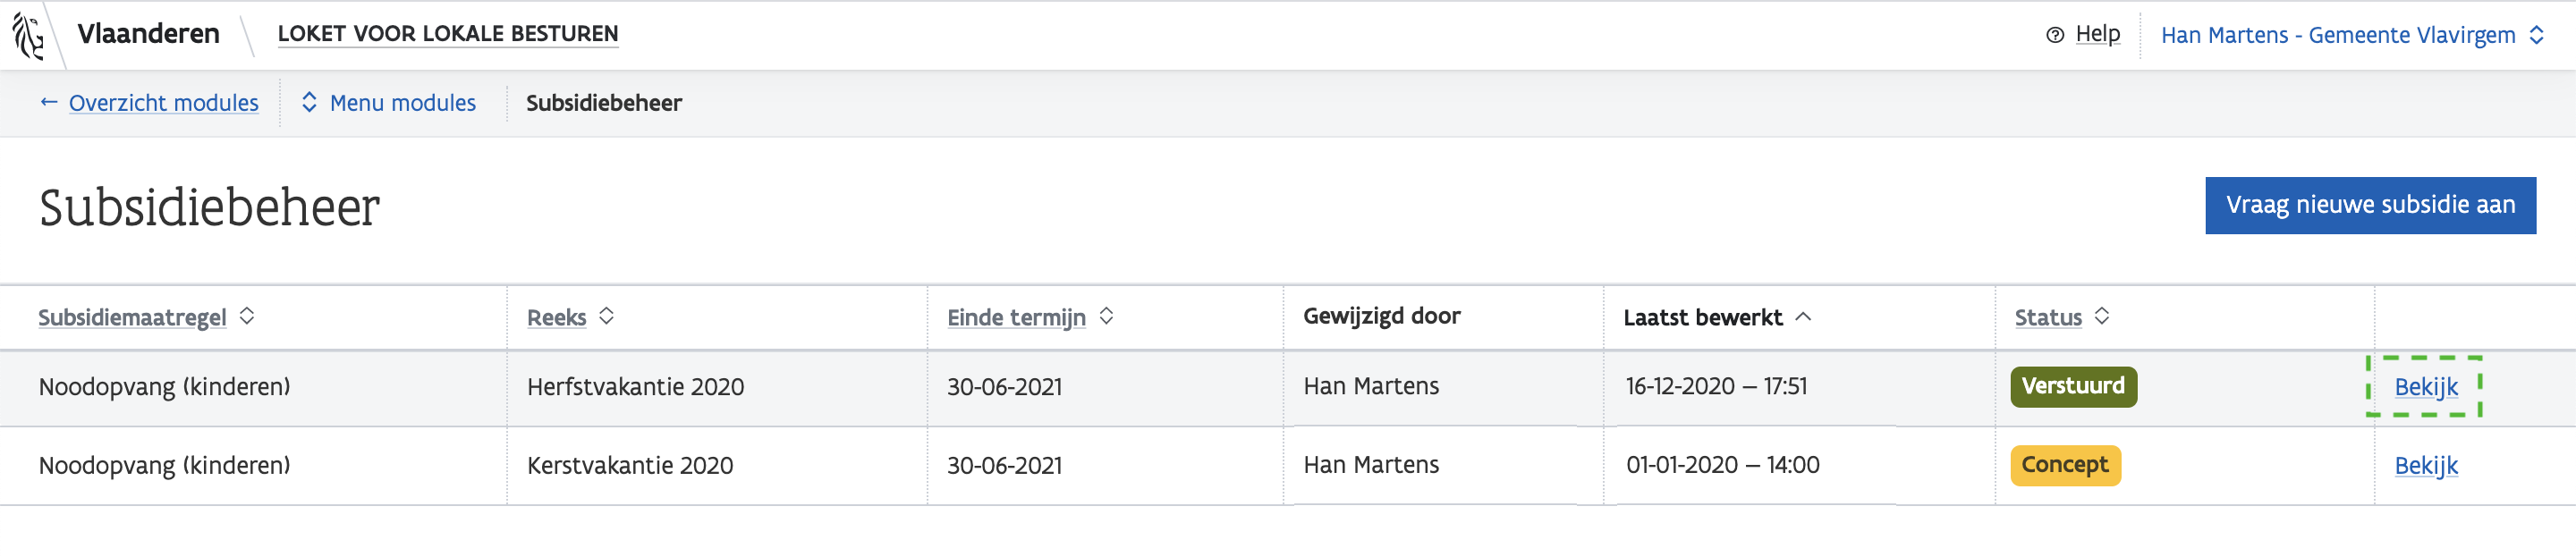 Vlaanderen LOKET VOOR LOKALE BESTUREN Help Han Martens - Gemeente Vlavirgem
← Overzicht modules Menu modules Subsidiebeheer
Subsidiebeheer Vraag nieuwe subsidie aan
Subsidiemaatregel Reeks Einde termijn Gewijzigd door Laatst bewerkt Status
Noodopvang (kinderen) Herfstvakantie 2020 30-06-2021 Han Martens 16-12-2020 – 17:51 Verstuurd Bekijk
Noodopvang (kinderen) Kerstvakantie 2020 30-06-2021 Han Martens 01-01-2020 – 14:00 Concept Bekijk